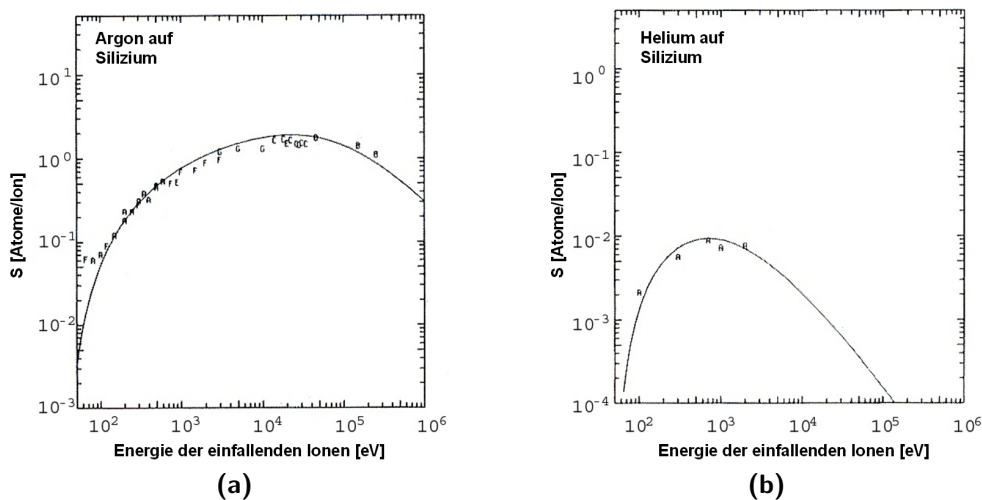 Argon auf
Silizium
10^1
10^0
10^-1
10^-2
10^-3
S [Atome/Ion]
10^2 10^3 10^4 10^5 10^6
Energie der einfallenden Ionen [eV]
(a)
Helium auf
Silizium
10^0
10^-1
10^-2
10^-3
10^-4
S [Atome/Ion]
10^2 10^3 10^4 10^5 10^6
Energie der einfallenden Ionen [eV]
(b)